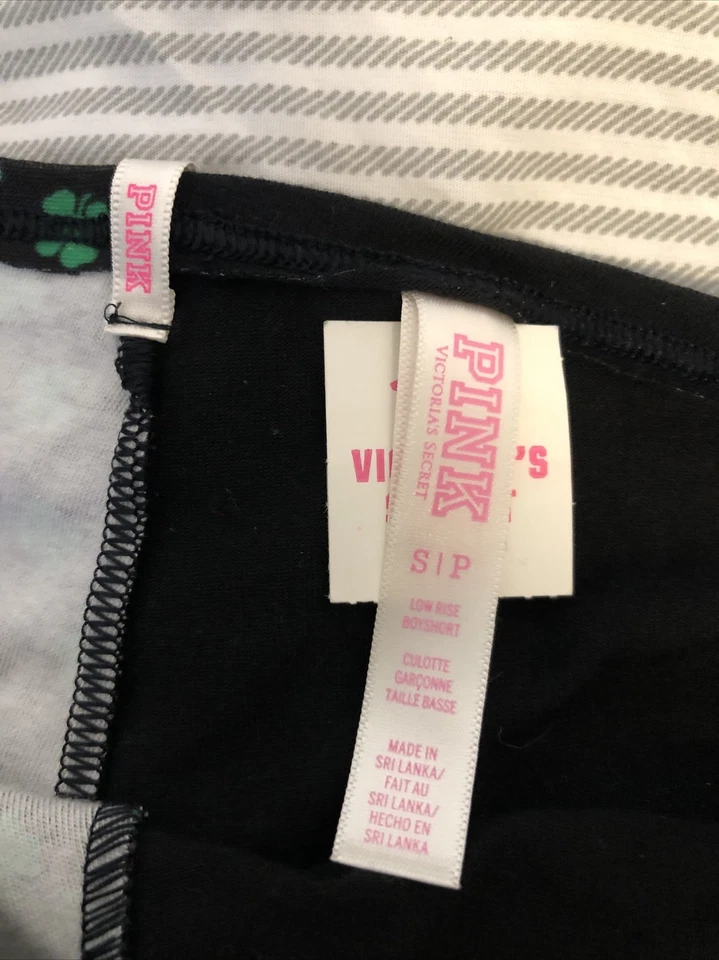 PINK
PINK
VICTORIA'S SECRET
'S
S|P
LOW RISE
BOYSHORT
CULOTTE
GARÇONNE
TAILLE BASSE
MADE IN
SRI LANKA/
FAIT AU
SRI LANKA/
HECHO EN
SRI LANKA